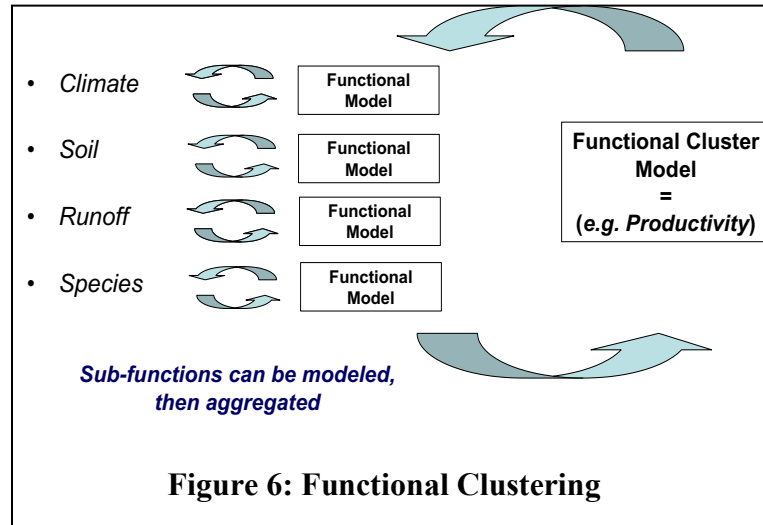 • Climate
Functional
Model
• Soil
Functional
Model
• Runoff
Functional
Model
• Species
Functional
Model
Functional Cluster
Model
=
(e.g. Productivity)
Sub-functions can be modeled,
then aggregated
Figure 6: Functional Clustering